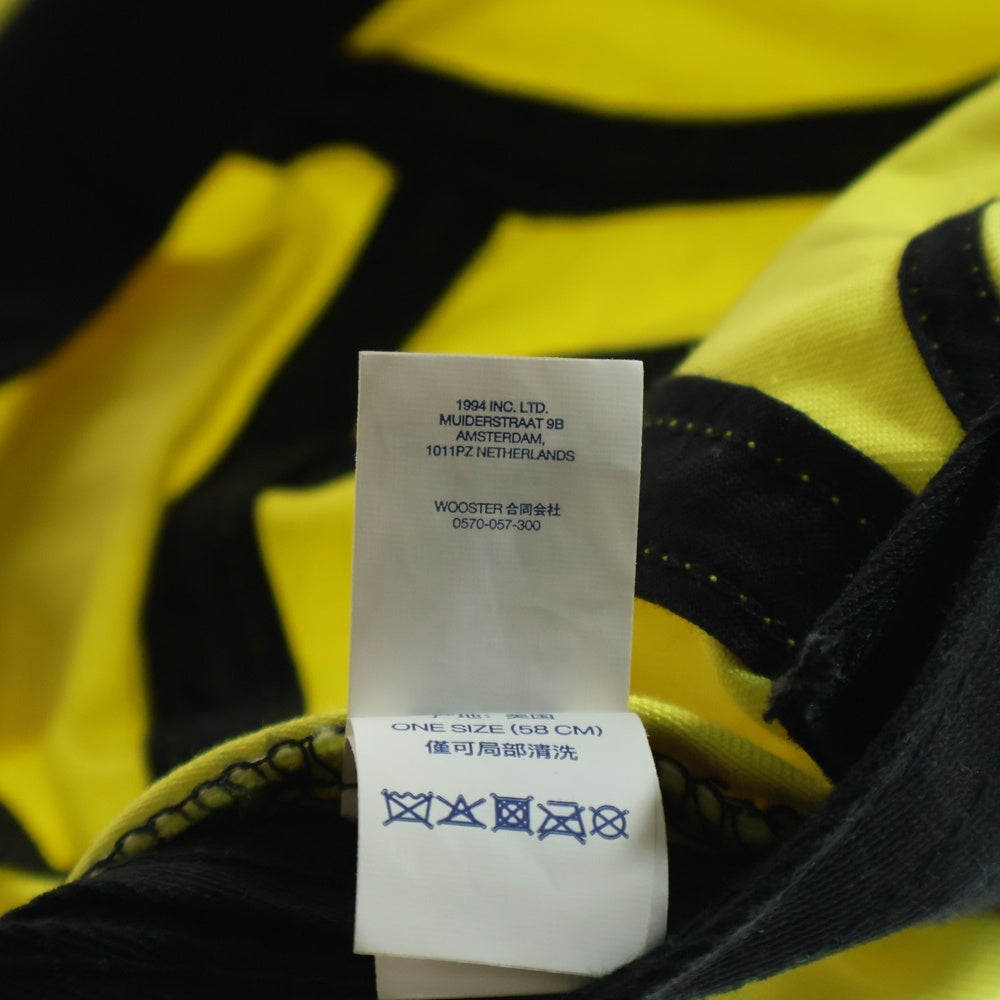 1994 INC. LTD.
MUIDERSTRAAT 9B
AMSTERDAM,
1011PZ NETHERLANDS
WOOSTER 合同会社
0570-057-300
ONE SIZE (58 CM)
僅可局部清洗